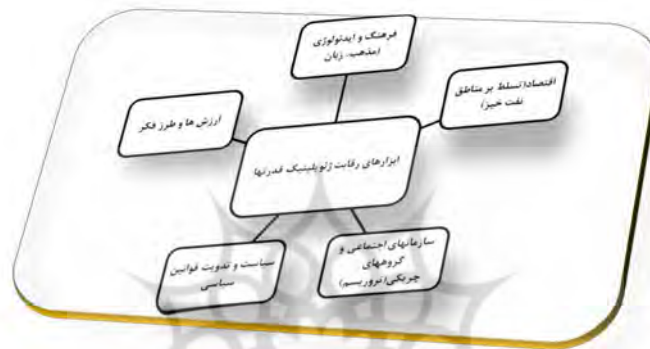 فرهنگ و ایدئولوژی
(مذهب، زبان
اقتصاد(تسلط بر مناطق
نفت خیز)
ارزش ها و طرز فکر
ابزارهای رقابت ژئوپلیتیک قدرتها
سیاست و تدویت قوانین
سیاسی
سازمانهای اجتماعی و
گروههای
چریکی(تروریسم)